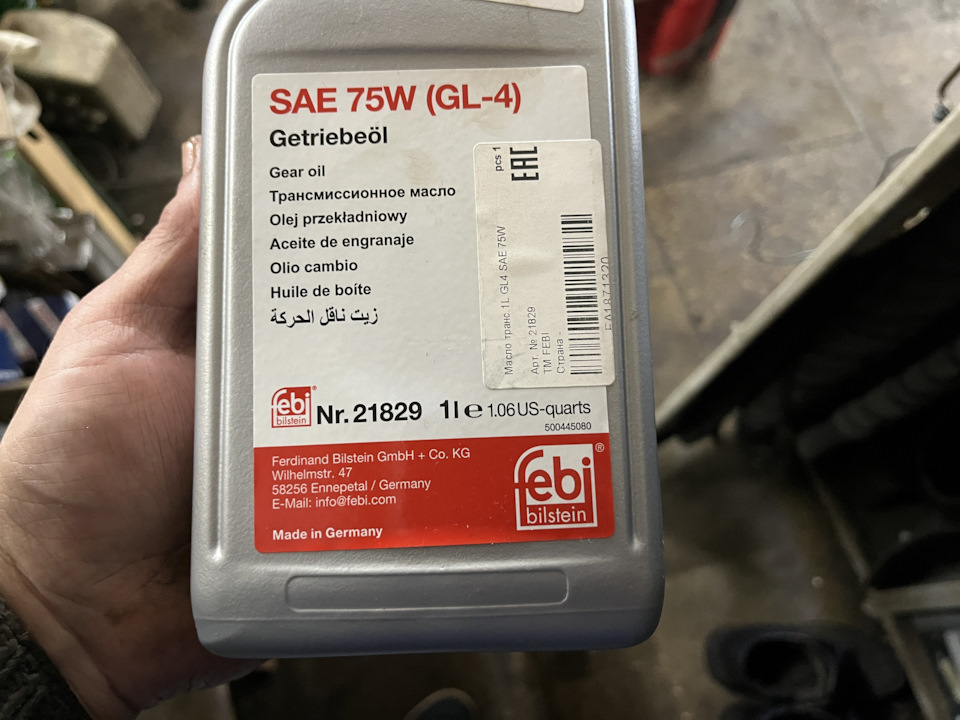 SAE 75W (GL-4)
Getriebeöl
Gear oil
Трансмиссионное масло
Olej przekładniowy
Aceite de engranaje
Olio cambio
Huile de boîte
زيت ناقل الحركة
pcs 1
EAC
Масло транс. 1L GL4 SAE 75W
Арт. № 21829
TM FEBI
Страна -
febi®
bilstein
Nr. 21829 1l e 1.06 US-quarts
500445080
Ferdinand Bilstein GmbH + Co. KG
Wilhelmstr. 47
58256 Ennepetal / Germany
E-Mail: info@febi.com
Made in Germany
febi®
bilstein